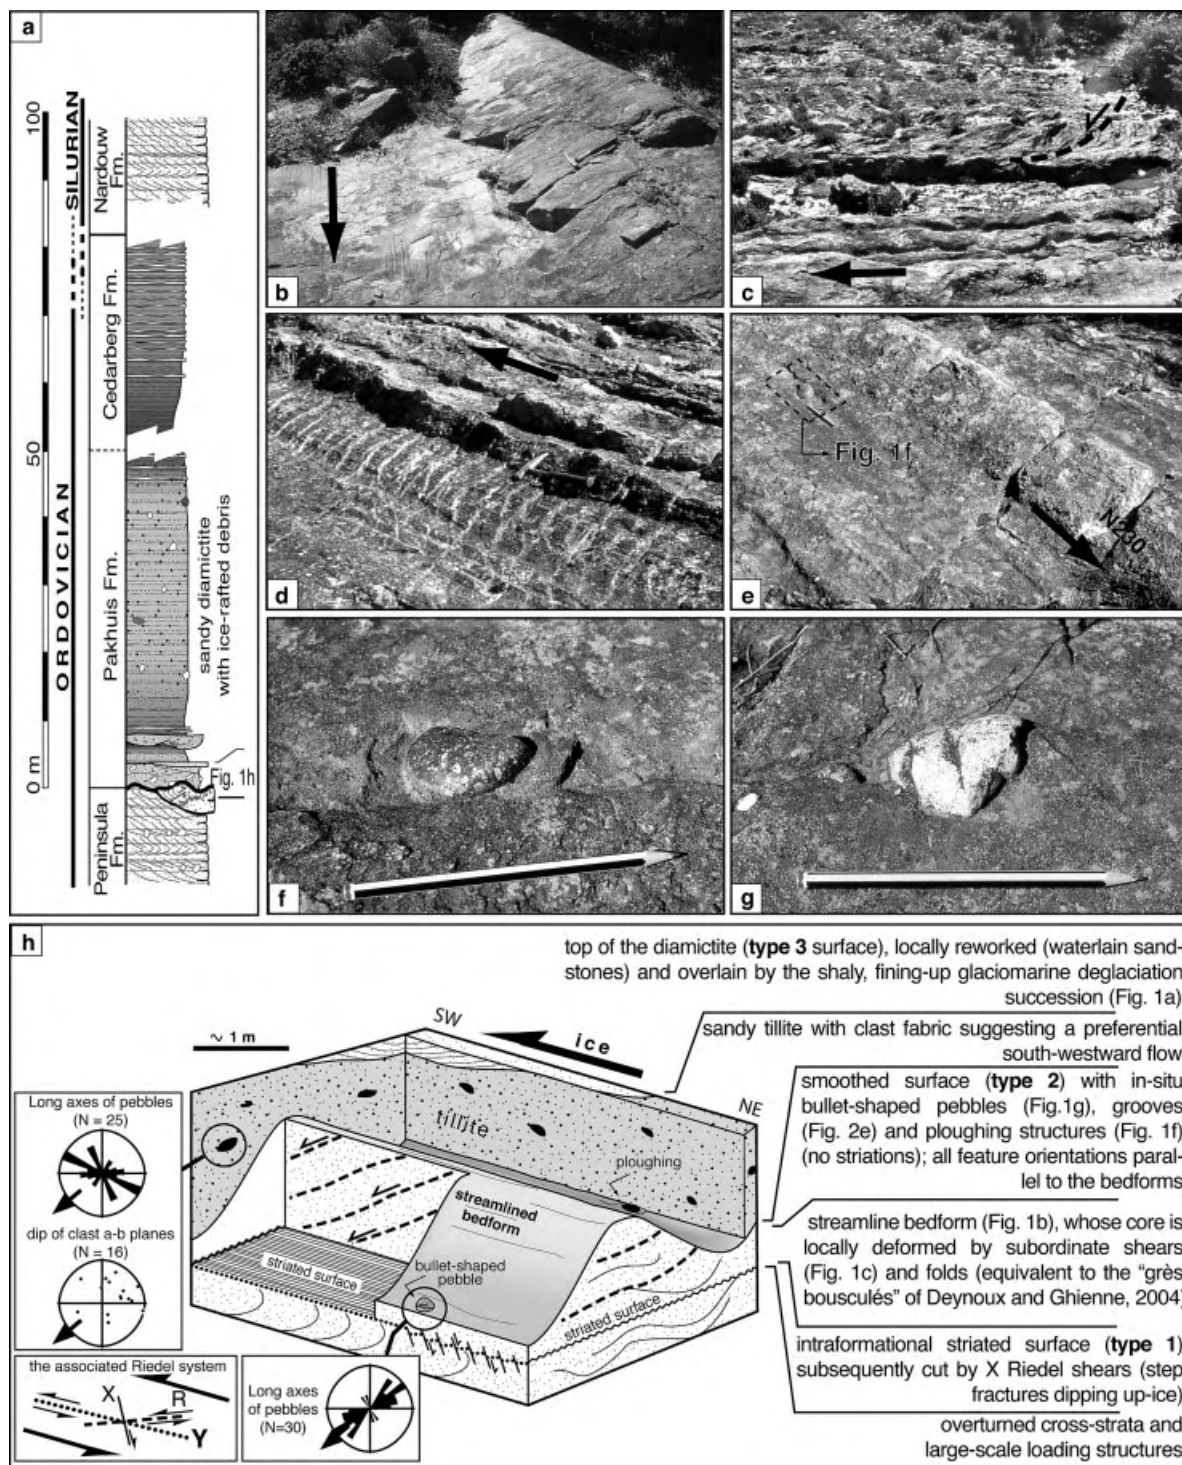 a
100
50
0 m
SILURIAN
ORDOVICIAN
Nardouw
Fm.
Cedarberg Fm.
Pakhuis Fm.
Peninsula
Fm.
sandy diamictite
with ice-rafted debris
Fig. 1h
b
c
d
e
Fig. 1f
N230
f
g
h
top of the diamictite (type 3 surface), locally reworked (waterlain sand-
stones) and overlain by the shaly, fining-up glaciomarine deglaciation
succession (Fig. 1a)
sandy tillite with clast fabric suggesting a preferential
south-westward flow
smoothed surface (type 2) with in-situ
bullet-shaped pebbles (Fig.1g), grooves
(Fig. 2e) and ploughing structures (Fig. 1f)
(no striations); all feature orientations paral-
lel to the bedforms
streamline bedform (Fig. 1b), whose core is
locally deformed by subordinate shears
(Fig. 1c) and folds (equivalent to the “grès
bousculés” of Deynoux and Ghienne, 2004)
intraformational striated surface (type 1)
subsequently cut by X Riedel shears (step
fractures dipping up-ice)
overturned cross-strata and
large-scale loading structures
~ 1 m
SW
ice
NE
tillite
ploughing
streamlined
bedform
striated surface
bullet-shaped
pebble
striated surface
Long axes of pebbles
(N = 25)
dip of clast a-b planes
(N = 16)
the associated Riedel system
X
R
Y
Long axes
of pebbles
(N=30)